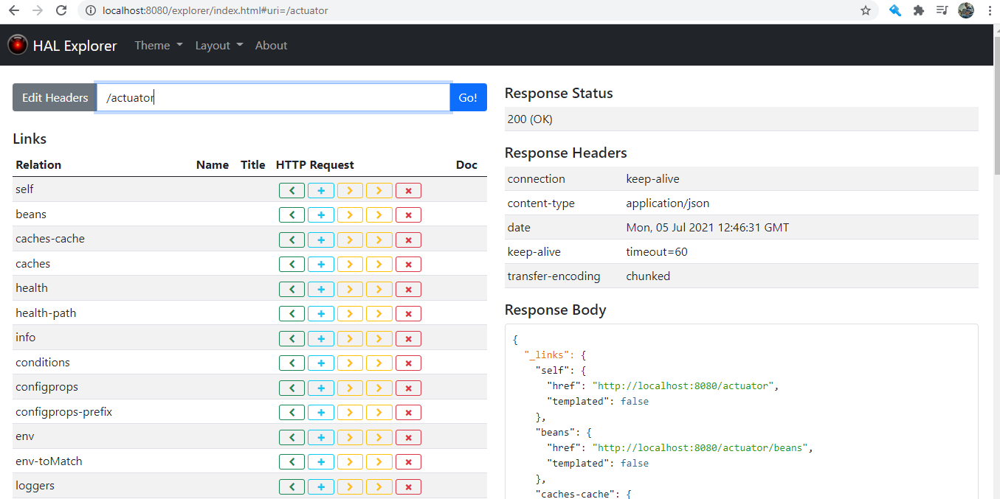 localhost:8080/explorer/index.html#uri=/actuator
HAL Explorer Theme Layout About
Edit Headers /actuator Go!
Links
Relation Name Title HTTP Request Doc
self
beans
caches-cache
caches
health
health-path
info
conditions
configprops
configprops-prefix
env
env-toMatch
loggers
Response Status
200 (OK)
Response Headers
connection keep-alive
content-type application/json
date Mon, 05 Jul 2021 12:46:31 GMT
keep-alive timeout=60
transfer-encoding chunked
Response Body
{
"_links": {
"self": {
"href": "http://localhost:8080/actuator",
"templated": false
},
"beans": {
"href": "http://localhost:8080/actuator/beans",
"templated": false
},
"caches-cache": {